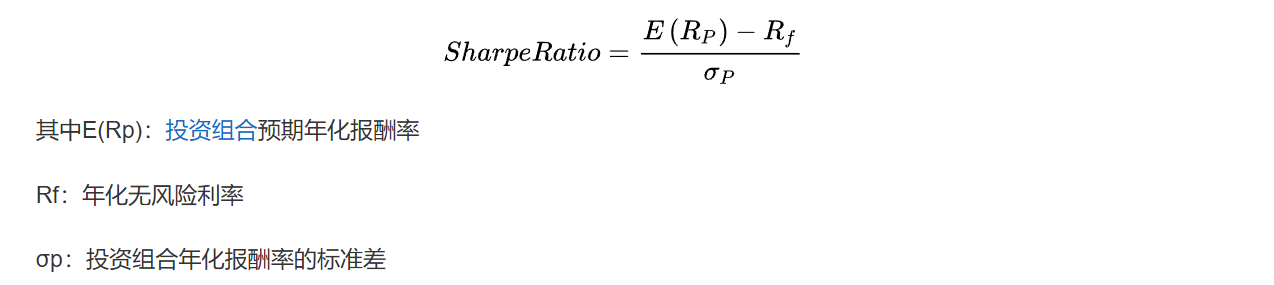 SharpeRatio = \frac{E(R_P) - R_f}{\sigma_P}
其中E(Rp)：投资组合预期年化报酬率
Rf：年化无风险利率
σp：投资组合年化报酬率的标准差